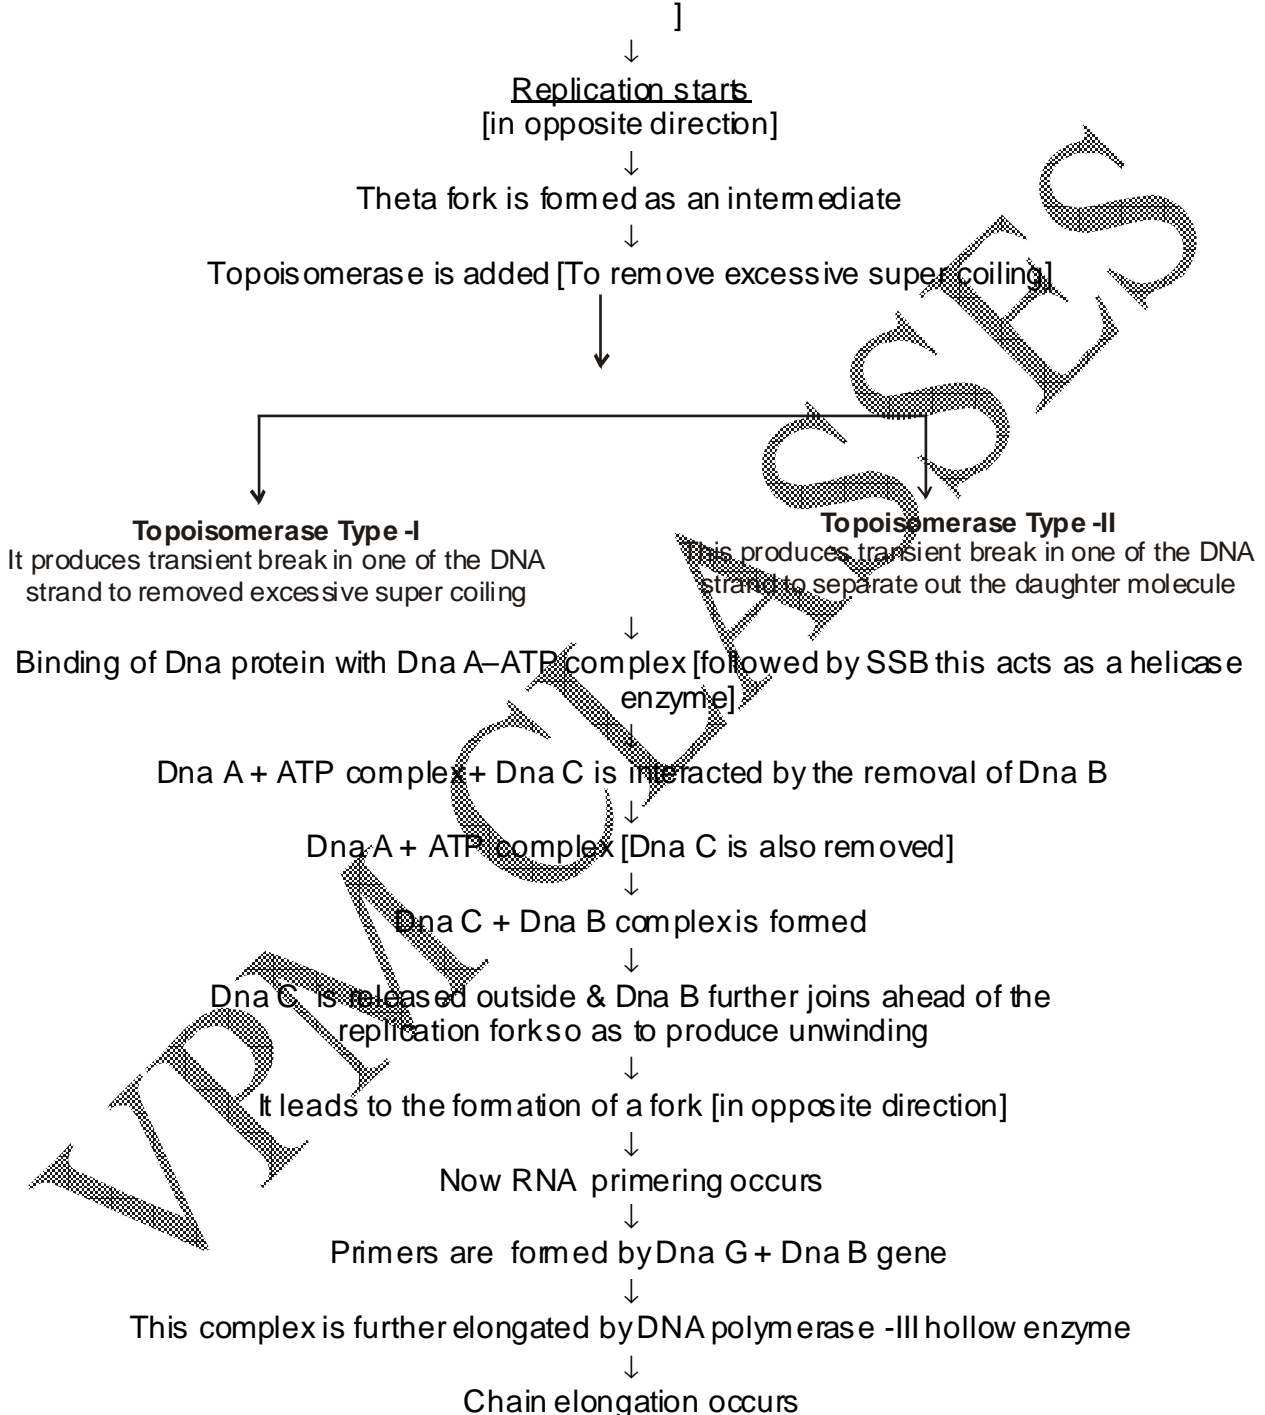 ]
↓
Replication starts
[in opposite direction]
↓
Theta fork is formed as an intermediate
↓
Topoisomerase is added [To remove excessive super coiling]
Topoisomerase Type -I
It produces transient break in one of the DNA
strand to removed excessive super coiling
Topoisomerase Type -II
This produces transient break in one of the DNA
strand to separate out the daughter molecule
↓
Binding of Dna protein with Dna A–ATP complex [followed by SSB this acts as a helicase
enzyme]
↓
Dna A + ATP complex + Dna C is interacted by the removal of Dna B
↓
Dna A + ATP complex [Dna C is also removed]
↓
Dna C + Dna B complex is formed
↓
Dna C is released outside & Dna B further joins ahead of the
replication fork so as to produce unwinding
↓
It leads to the formation of a fork [in opposite direction]
↓
Now RNA primering occurs
↓
Primers are formed by Dna G + Dna B gene
↓
This complex is further elongated by DNA polymerase -III hollow enzyme
↓
Chain elongation occurs
VPM CLASSES